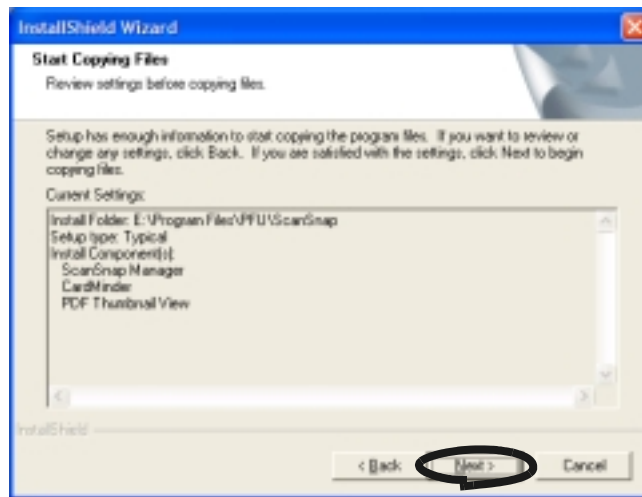 InstallShield Wizard
Start Copying Files
Review settings before copying files.
Setup has enough information to start copying the program files. If you want to review or
change any settings, click Back. If you are satisfied with the settings, click Next to begin
copying files.
Current Settings:
Install Folder: E:\Program Files\PFU\ScanSnap
Setup type: Typical
Install Component(s):
ScanSnap Manager
CardMinder
PDF Thumbnail View
InstallShield
< Back Next > Cancel